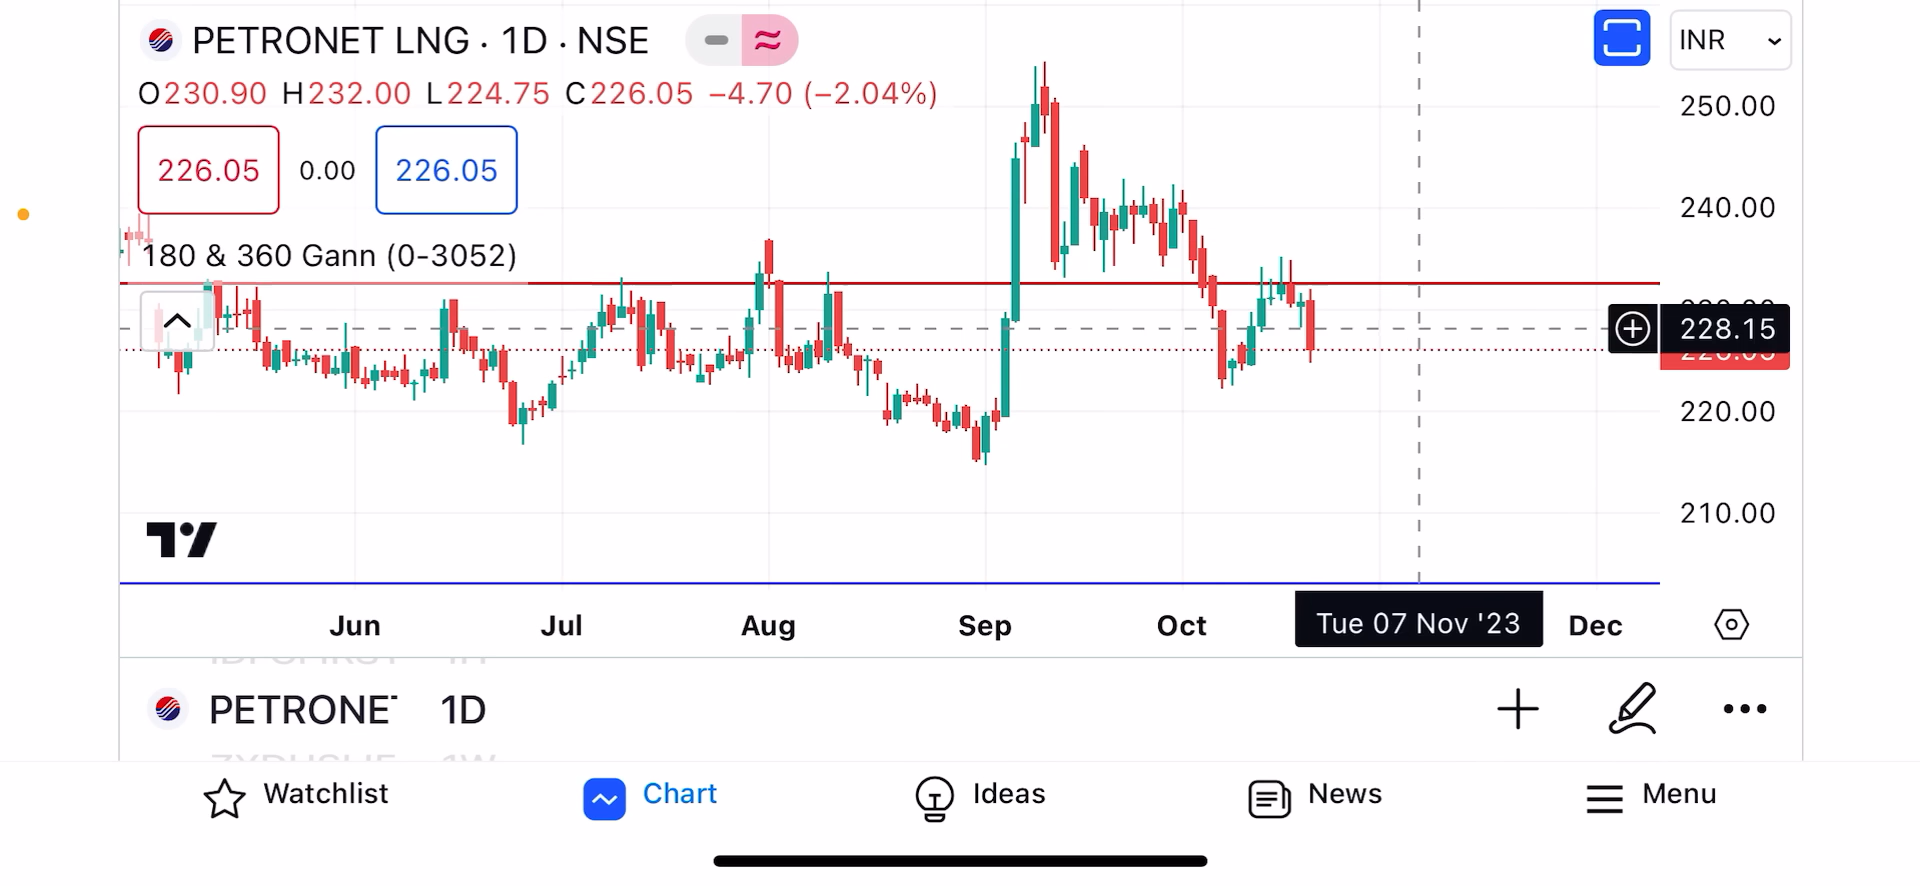 PETRONET LNG · 1D · NSE
INR
O230.90 H232.00 L224.75 C226.05 −4.70 (−2.04%)
250.00
226.05 0.00 226.05
240.00
180 & 360 Gann (0-3052)
228.15
220.00
210.00
Jun Jul Aug Sep Oct Tue 07 Nov '23 Dec
PETRONET 1D
Watchlist Chart Ideas News Menu